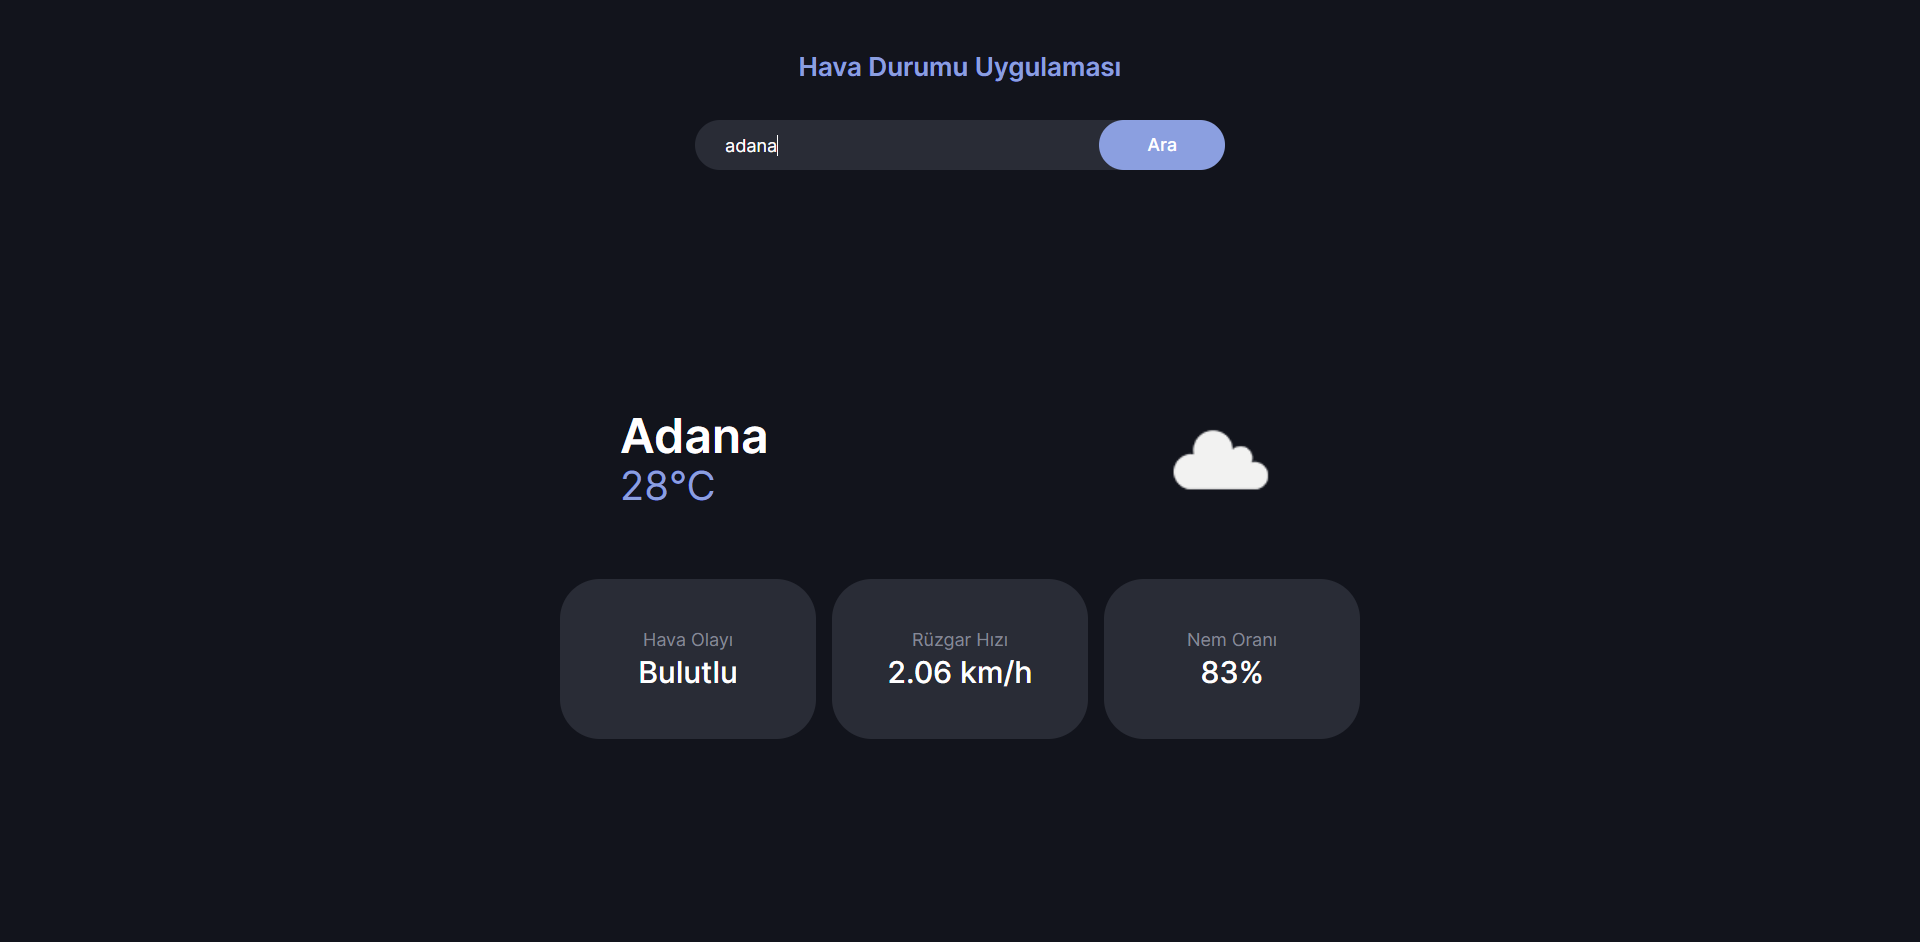 Hava Durumu Uygulaması
adana
Ara
Adana
28°C
Hava Olayı
Bulutlu
Rüzgar Hızı
2.06 km/h
Nem Oranı
83%